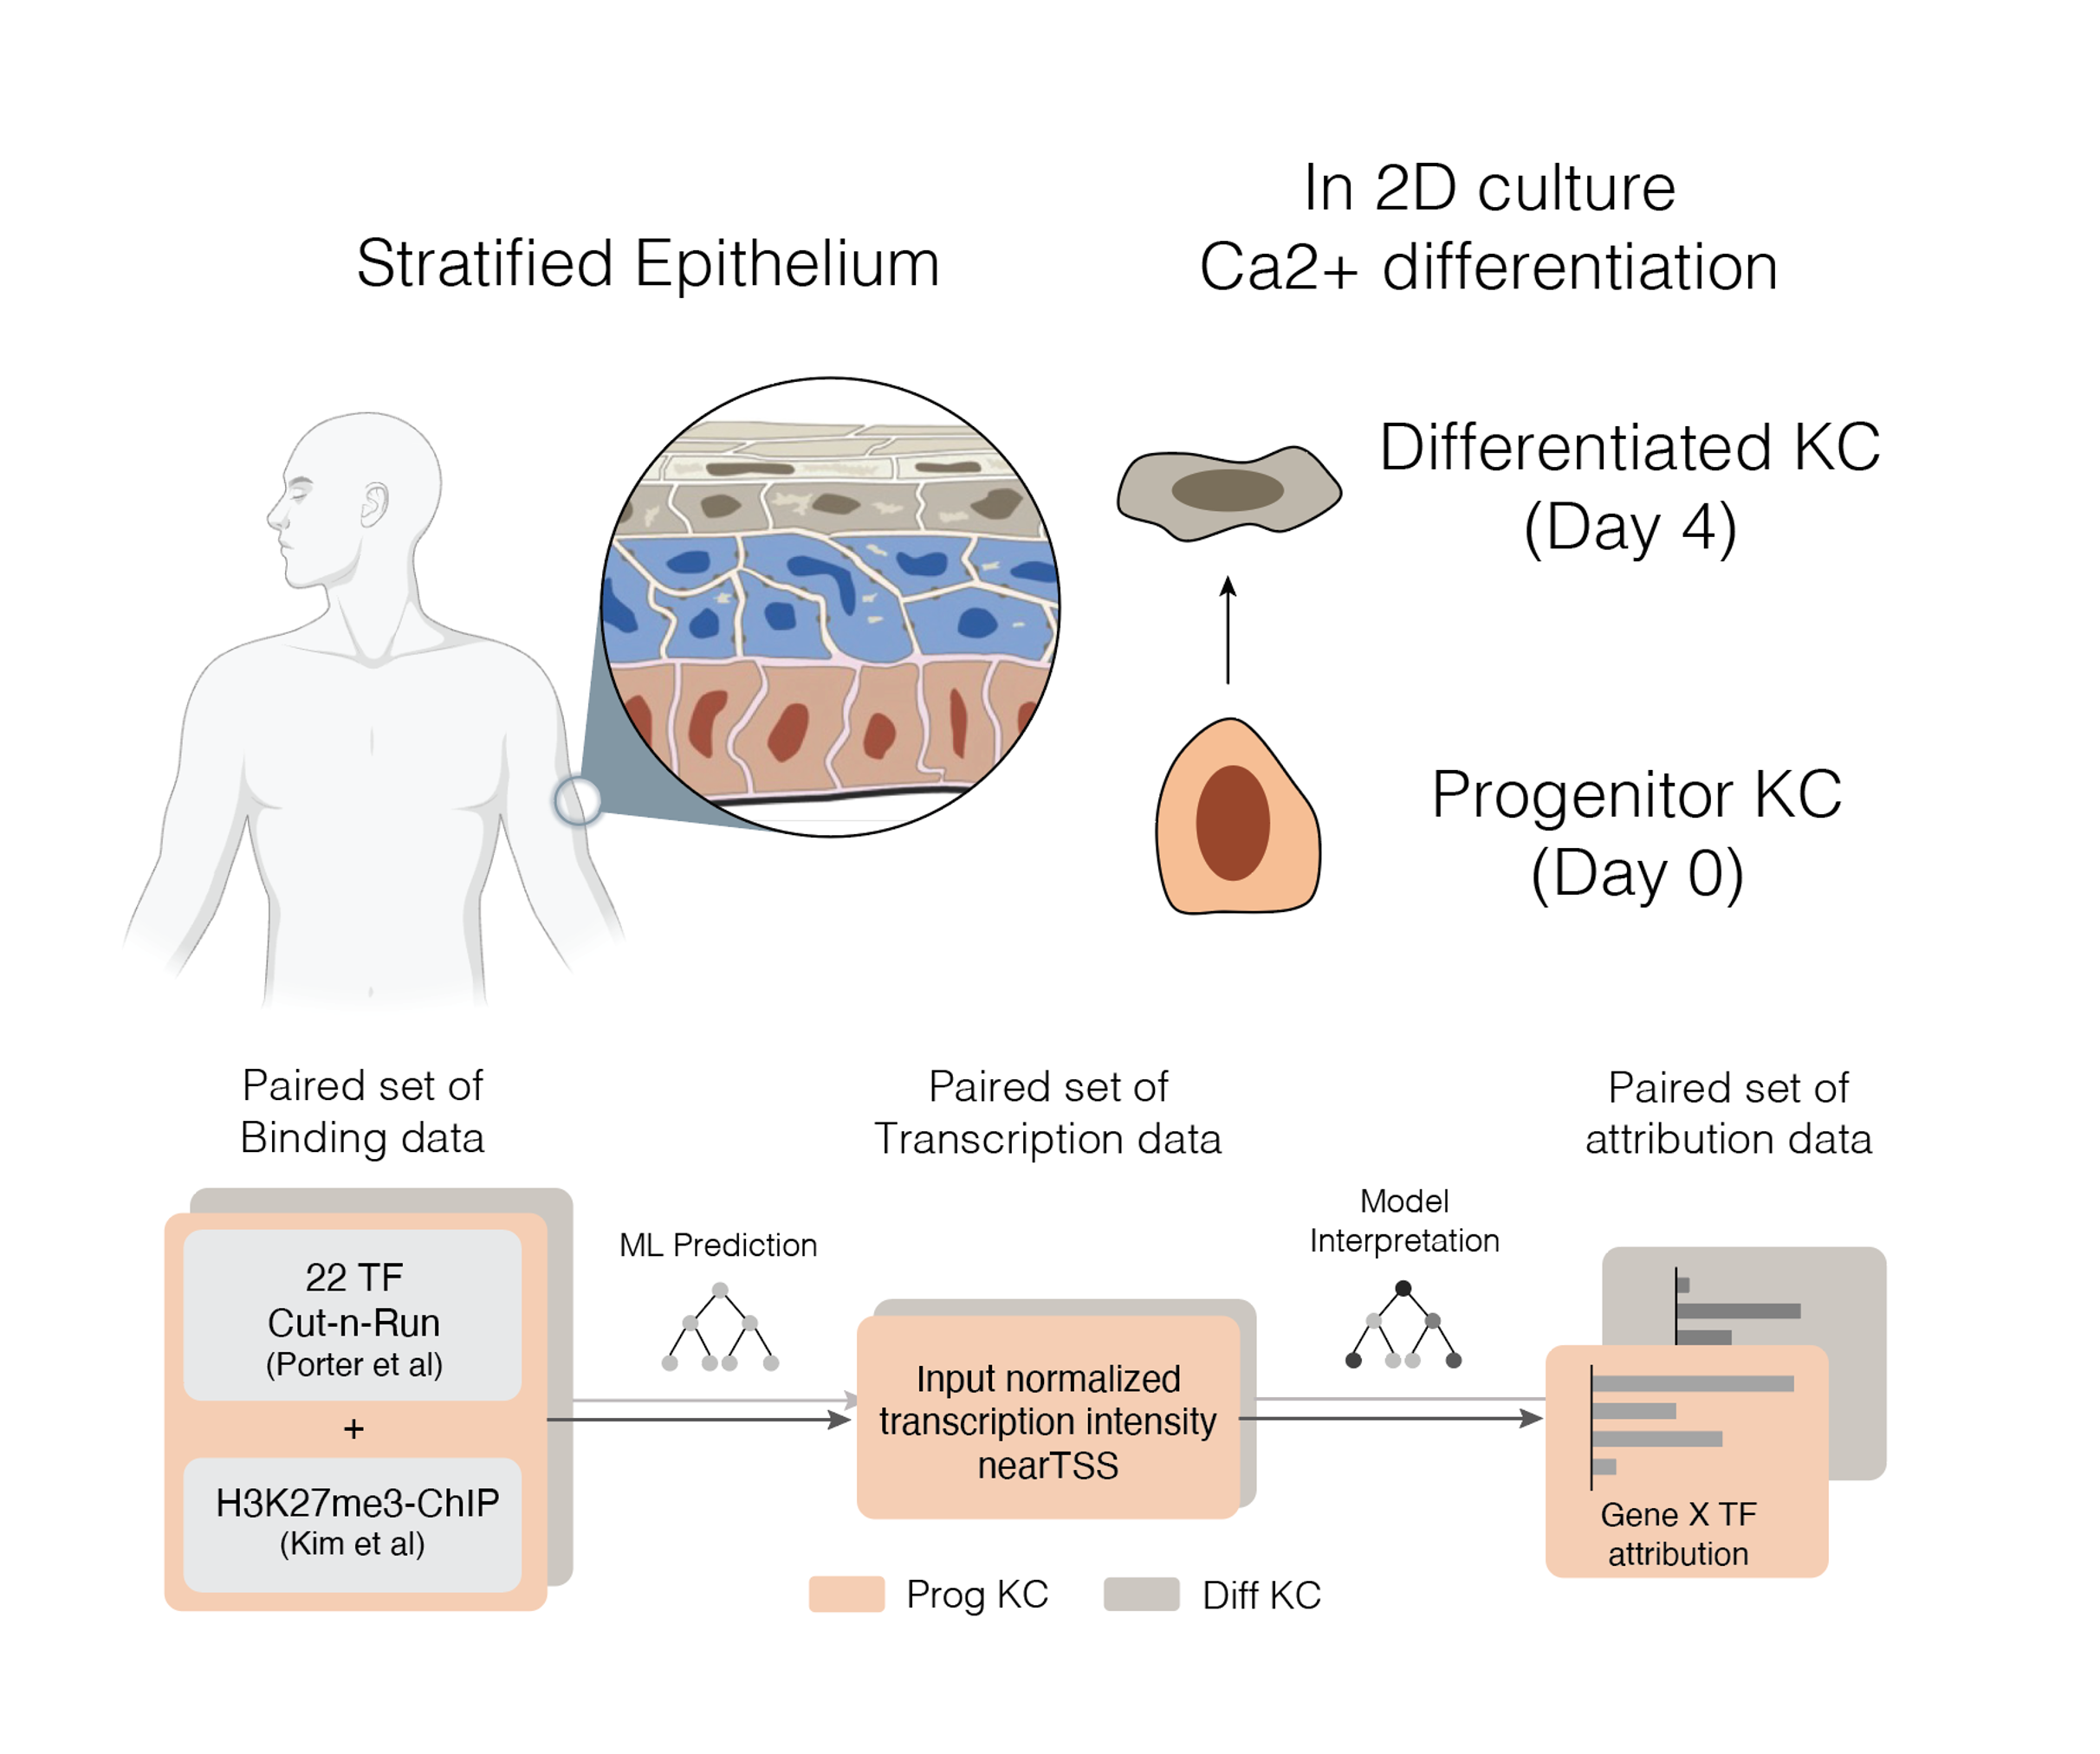 Stratified Epithelium
In 2D culture
Ca2+ differentiation
Differentiated KC
(Day 4)
Progenitor KC
(Day 0)
Paired set of
Binding data
Paired set of
Transcription data
Paired set of
attribution data
22 TF
Cut-n-Run
(Porter et al)
+
H3K27me3-ChIP
(Kim et al)
ML Prediction
Input normalized
transcription intensity
nearTSS
Model
Interpretation
Gene X TF
attribution
Prog KC
Diff KC